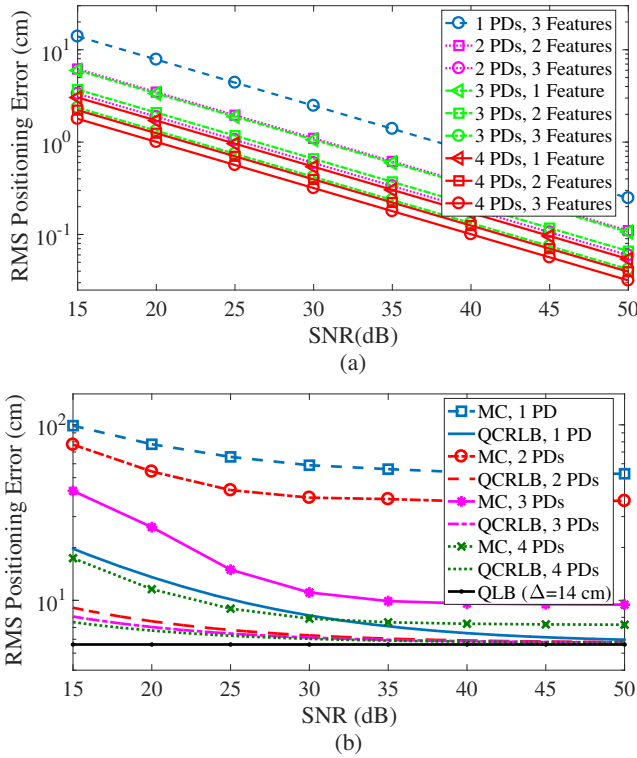 RMS Positioning Error (cm)
10^1
10^0
10^-1
1 PDs, 3 Features
2 PDs, 2 Features
2 PDs, 3 Features
3 PDs, 1 Feature
3 PDs, 2 Features
3 PDs, 3 Features
4 PDs, 1 Feature
4 PDs, 2 Features
4 PDs, 3 Features
15 20 25 30 35 40 45 50
SNR(dB)
(a)
RMS Positioning Error (cm)
10^2
10^1
MC, 1 PD
QCRLB, 1 PD
MC, 2 PDs
QCRLB, 2 PDs
MC, 3 PDs
QCRLB, 3 PDs
MC, 4 PDs
QCRLB, 4 PDs
QLB (Δ=14 cm)
15 20 25 30 35 40 45 50
SNR (dB)
(b)